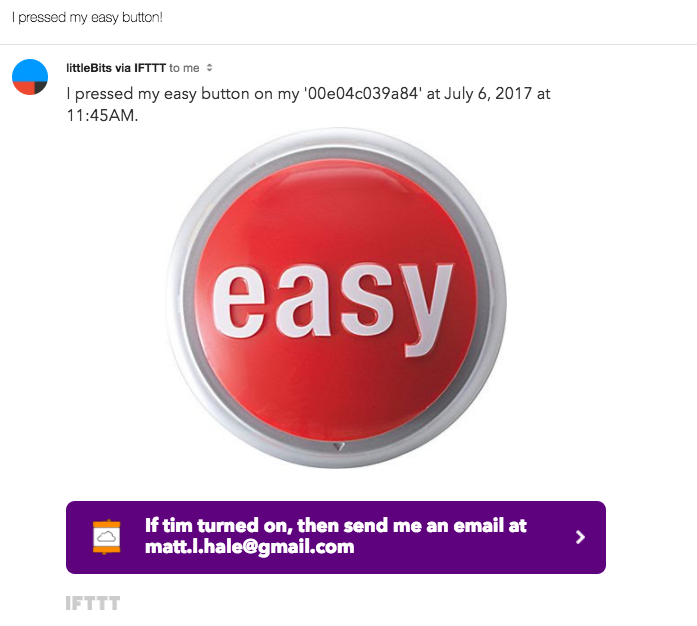 I pressed my easy button!
littleBits via IFTTT to me
I pressed my easy button on my '00e04c039a84' at July 6, 2017 at
11:45AM.
easy
If tim turned on, then send me an email at
matt.l.hale@gmail.com
IFTTT